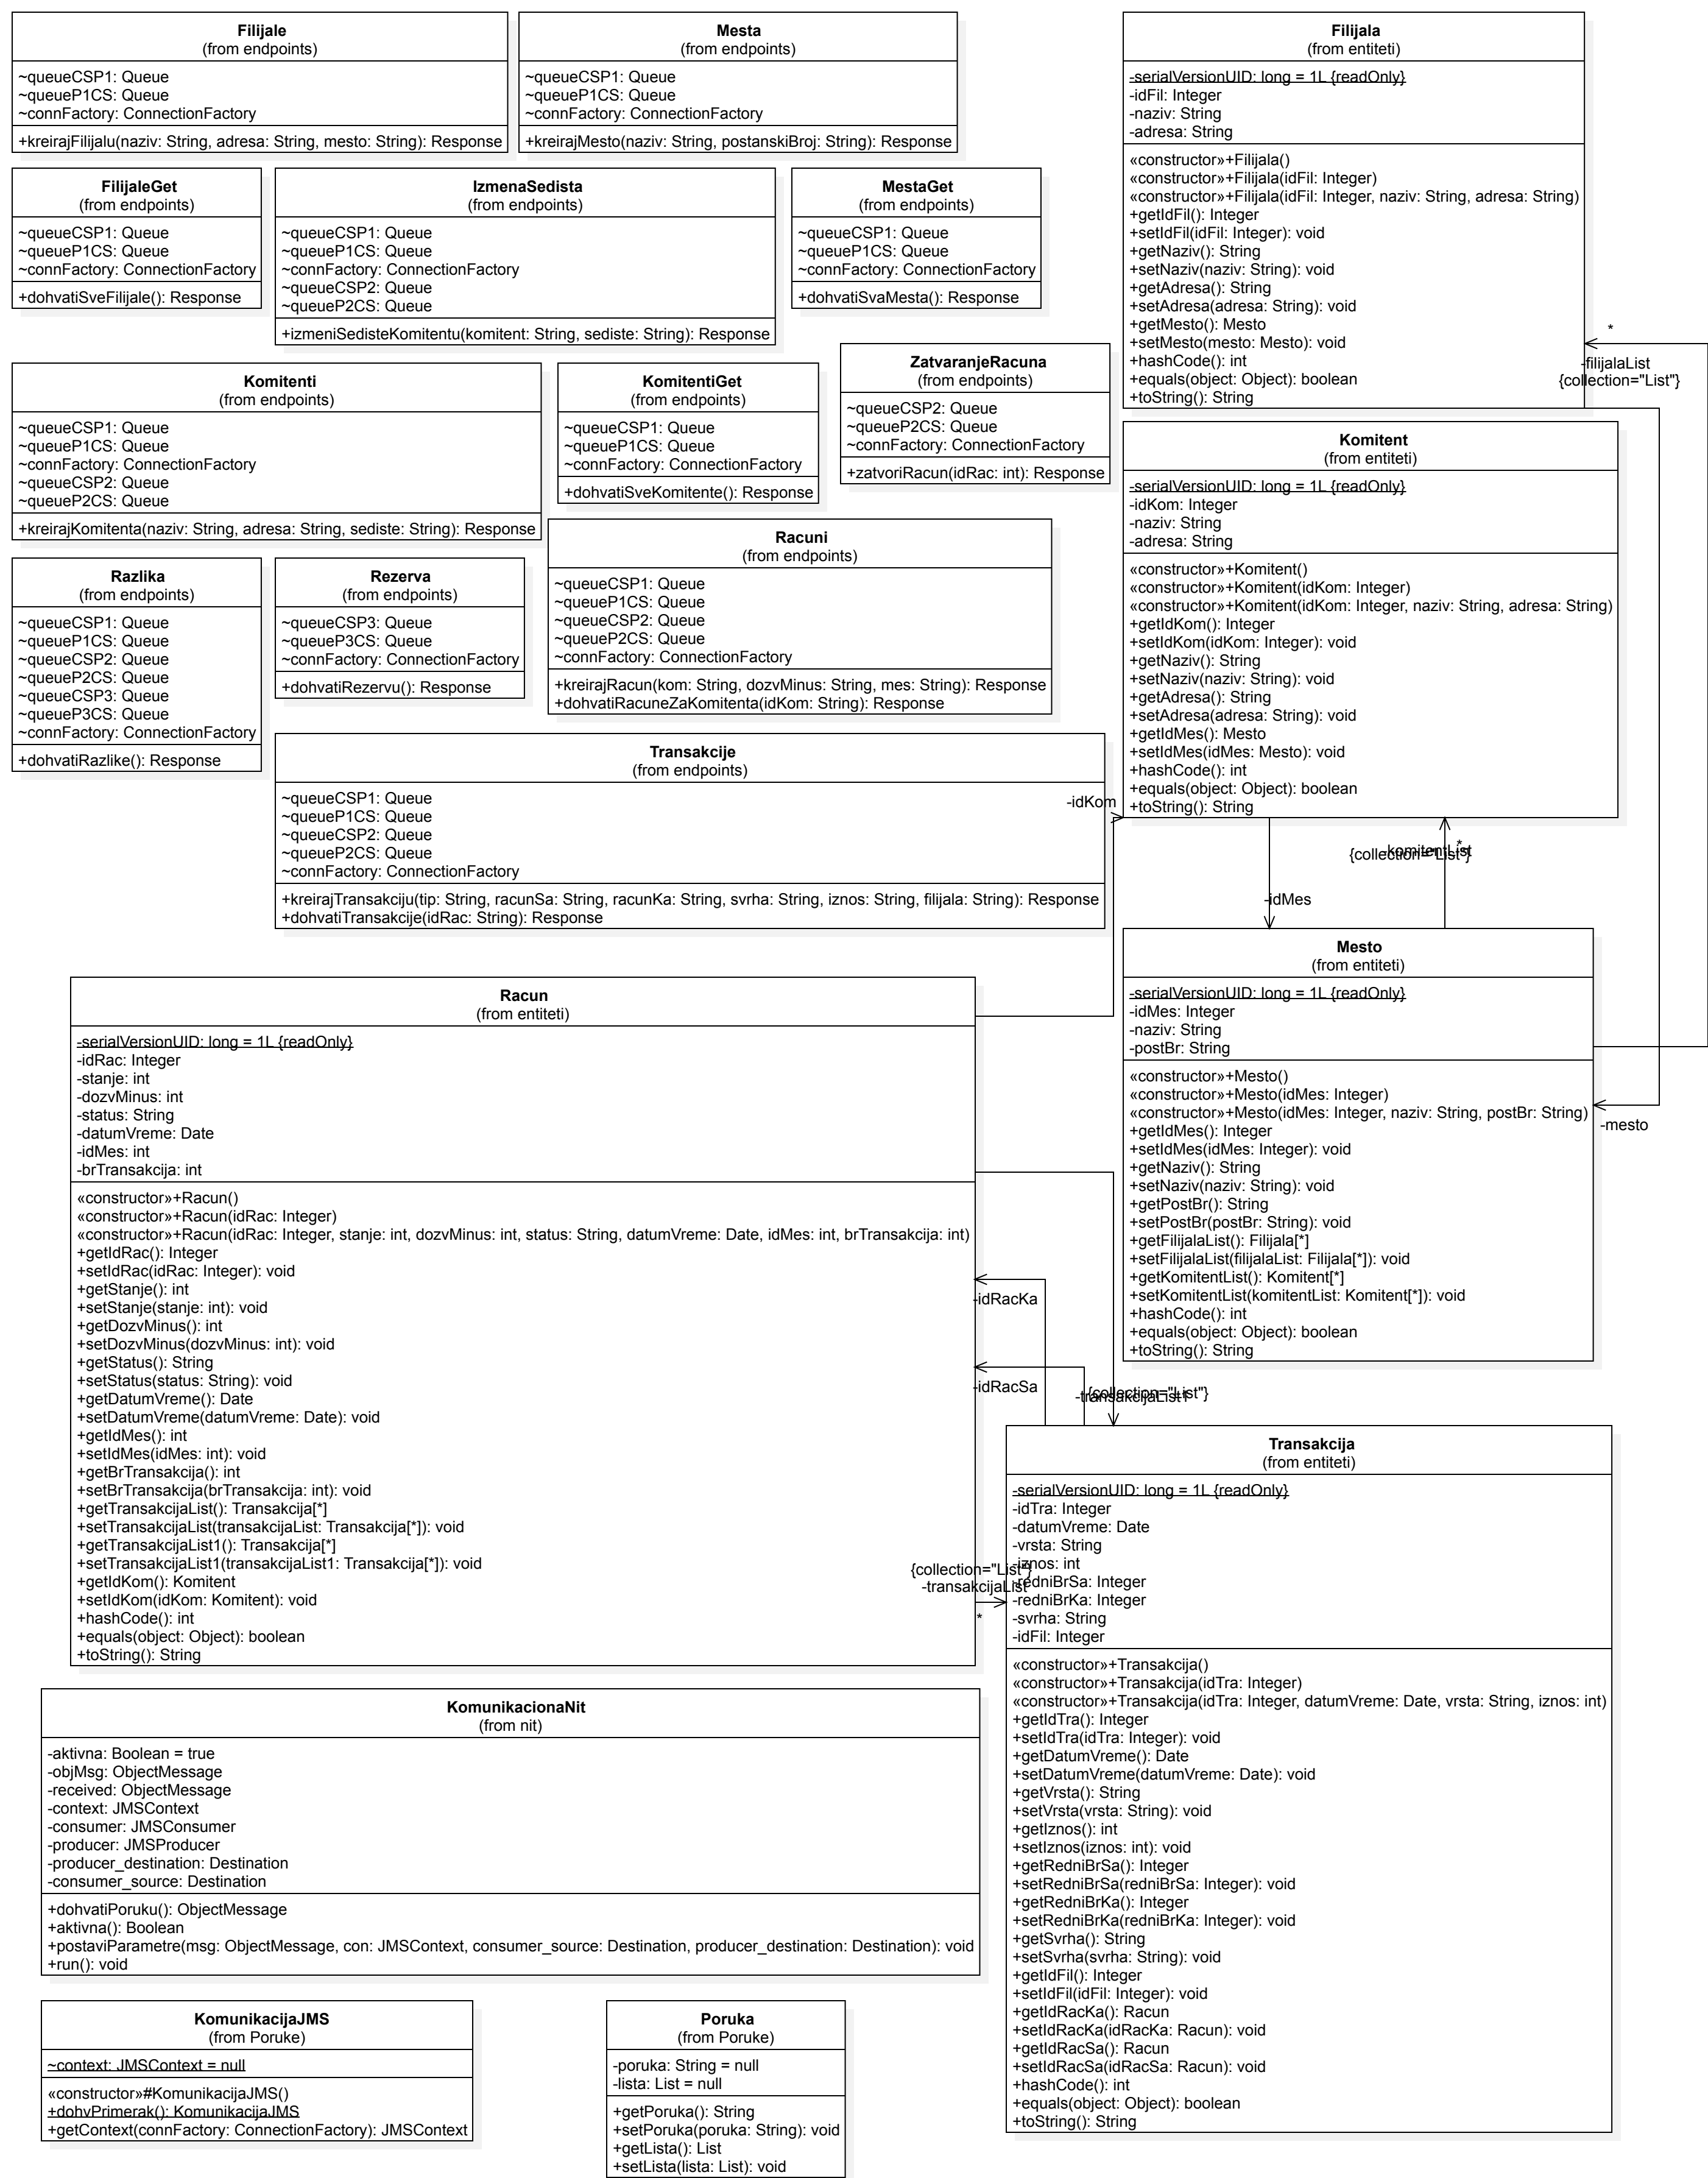 Filijale
(from endpoints)
~queueCSP1: Queue
~queueP1CS: Queue
~connFactory: ConnectionFactory
+kreirajFilijalu(naziv: String, adresa: String, mesto: String): Response
Mesta
(from endpoints)
~queueCSP1: Queue
~queueP1CS: Queue
~connFactory: ConnectionFactory
+kreirajMesto(naziv: String, postanskiBroj: String): Response
FilijaleGet
(from endpoints)
~queueCSP1: Queue
~queueP1CS: Queue
~connFactory: ConnectionFactory
+dohvatiSveFilijale(): Response
IzmenaSedista
(from endpoints)
~queueCSP1: Queue
~queueP1CS: Queue
~connFactory: ConnectionFactory
~queueCSP2: Queue
~queueP2CS: Queue
+izmeniSedisteKomitentu(komitent: String, sediste: String): Response
MestaGet
(from endpoints)
~queueCSP1: Queue
~queueP1CS: Queue
~connFactory: ConnectionFactory
+dohvatiSvaMesta(): Response
Komitenti
(from endpoints)
~queueCSP1: Queue
~queueP1CS: Queue
~connFactory: ConnectionFactory
~queueCSP2: Queue
~queueP2CS: Queue
+kreirajKomitenta(naziv: String, adresa: String, sediste: String): Response
KomitentiGet
(from endpoints)
~queueCSP1: Queue
~queueP1CS: Queue
~connFactory: ConnectionFactory
+dohvatiSveKomitente(): Response
ZatvaranjeRacuna
(from endpoints)
~queueCSP2: Queue
~queueP2CS: Queue
~connFactory: ConnectionFactory
+zatvoriRacun(idRac: int): Response
Razlika
(from endpoints)
~queueCSP1: Queue
~queueP1CS: Queue
~queueCSP2: Queue
~queueP2CS: Queue
~queueCSP3: Queue
~queueP3CS: Queue
~connFactory: ConnectionFactory
+dohvatiRazlike(): Response
Rezerva
(from endpoints)
~queueCSP3: Queue
~queueP3CS: Queue
~connFactory: ConnectionFactory
+dohvatiRezervu(): Response
Racuni
(from endpoints)
~queueCSP1: Queue
~queueP1CS: Queue
~queueCSP2: Queue
~queueP2CS: Queue
~connFactory: ConnectionFactory
+kreirajRacun(kom: String, dozvMinus: String, mes: String): Response
+dohvatiRacuneZaKomitenta(idKom: String): Response
Transakcije
(from endpoints)
~queueCSP1: Queue
~queueP1CS: Queue
~queueCSP2: Queue
~queueP2CS: Queue
~connFactory: ConnectionFactory
+kreirajTransakciju(tip: String, racunSa: String, racunKa: String, svrha: String, iznos: String, filijala: String): Response
+dohvatiTransakcije(idRac: String): Response
Filijala
(from entiteti)
-serialVersionUID: long = 1L {readOnly}
-idFil: Integer
-naziv: String
-adresa: String
«constructor»+Filijala()
«constructor»+Filijala(idFil: Integer)
«constructor»+Filijala(idFil: Integer, naziv: String, adresa: String)
+getIdFil(): Integer
+setIdFil(idFil: Integer): void
+getNaziv(): String
+setNaziv(naziv: String): void
+getAdresa(): String
+setAdresa(adresa: String): void
+getMesto(): Mesto
+setMesto(mesto: Mesto): void
+hashCode(): int
+equals(object: Object): boolean
+toString(): String
*
-filijalaList
{collection="List"}
Komitent
(from entiteti)
-serialVersionUID: long = 1L {readOnly}
-idKom: Integer
-naziv: String
-adresa: String
«constructor»+Komitent()
«constructor»+Komitent(idKom: Integer)
«constructor»+Komitent(idKom: Integer, naziv: String, adresa: String)
+getIdKom(): Integer
+setIdKom(idKom: Integer): void
+getNaziv(): String
+setNaziv(naziv: String): void
+getAdresa(): String
+setAdresa(adresa: String): void
+getIdMes(): Mesto
+setIdMes(idMes: Mesto): void
+hashCode(): int
+equals(object: Object): boolean
+toString(): String
-idKom
*
-komitentList
{collection="List"}
-idMes
Mesto
(from entiteti)
-serialVersionUID: long = 1L {readOnly}
-idMes: Integer
-naziv: String
-postBr: String
«constructor»+Mesto()
«constructor»+Mesto(idMes: Integer)
«constructor»+Mesto(idMes: Integer, naziv: String, postBr: String)
+getIdMes(): Integer
+setIdMes(idMes: Integer): void
+getNaziv(): String
+setNaziv(naziv: String): void
+getPostBr(): String
+setPostBr(postBr: String): void
+getFilijalaList(): Filijala[*]
+setFilijalaList(filijalaList: Filijala[*]): void
+getKomitentList(): Komitent[*]
+setKomitentList(komitentList: Komitent[*]): void
+hashCode(): int
+equals(object: Object): boolean
+toString(): String
-mesto
Racun
(from entiteti)
-serialVersionUID: long = 1L {readOnly}
-idRac: Integer
-stanje: int
-dozvMinus: int
-status: String
-datumVreme: Date
-idMes: int
-brTransakcija: int
«constructor»+Racun()
«constructor»+Racun(idRac: Integer)
«constructor»+Racun(idRac: Integer, stanje: int, dozvMinus: int, status: String, datumVreme: Date, idMes: int, brTransakcija: int)
+getIdRac(): Integer
+setIdRac(idRac: Integer): void
+getStanje(): int
+setStanje(stanje: int): void
+getDozvMinus(): int
+setDozvMinus(dozvMinus: int): void
+getStatus(): String
+setStatus(status: String): void
+getDatumVreme(): Date
+setDatumVreme(datumVreme: Date): void
+getIdMes(): int
+setIdMes(idMes: int): void
+getBrTransakcija(): int
+setBrTransakcija(brTransakcija: int): void
+getTransakcijaList(): Transakcija[*]
+setTransakcijaList(transakcijaList: Transakcija[*]): void
+getTransakcijaList1(): Transakcija[*]
+setTransakcijaList1(transakcijaList1: Transakcija[*]): void
+getIdKom(): Komitent
+setIdKom(idKom: Komitent): void
+hashCode(): int
+equals(object: Object): boolean
+toString(): String
-idRacKa
-idRacSa
{collection="List"}
-transakcijaList1
{collection="List"}
-transakcijaList
*
Transakcija
(from entiteti)
-serialVersionUID: long = 1L {readOnly}
-idTra: Integer
-datumVreme: Date
-vrsta: String
-iznos: int
-redniBrSa: Integer
-redniBrKa: Integer
-svrha: String
-idFil: Integer
«constructor»+Transakcija()
«constructor»+Transakcija(idTra: Integer)
«constructor»+Transakcija(idTra: Integer, datumVreme: Date, vrsta: String, iznos: int)
+getIdTra(): Integer
+setIdTra(idTra: Integer): void
+getDatumVreme(): Date
+setDatumVreme(datumVreme: Date): void
+getVrsta(): String
+setVrsta(vrsta: String): void
+getIznos(): int
+setIznos(iznos: int): void
+getRedniBrSa(): Integer
+setRedniBrSa(redniBrSa: Integer): void
+getRedniBrKa(): Integer
+setRedniBrKa(redniBrKa: Integer): void
+getSvrha(): String
+setSvrha(svrha: String): void
+getIdFil(): Integer
+setIdFil(idFil: Integer): void
+getIdRacKa(): Racun
+setIdRacKa(idRacKa: Racun): void
+getIdRacSa(): Racun
+setIdRacSa(idRacSa: Racun): void
+hashCode(): int
+equals(object: Object): boolean
+toString(): String
KomunikacionaNit
(from nit)
-aktivna: Boolean = true
-objMsg: ObjectMessage
-received: ObjectMessage
-context: JMSContext
-consumer: JMSConsumer
-producer: JMSProducer
-producer_destination: Destination
-consumer_source: Destination
+dohvatiPoruku(): ObjectMessage
+aktivna(): Boolean
+postaviParametre(msg: ObjectMessage, con: JMSContext, consumer_source: Destination, producer_destination: Destination): void
+run(): void
KomunikacijaJMS
(from Poruke)
~context: JMSContext = null
«constructor»#KomunikacijaJMS()
+dohvPrimerak(): KomunikacijaJMS
+getContext(connFactory: ConnectionFactory): JMSContext
Poruka
(from Poruke)
-poruka: String = null
-lista: List = null
+getPoruka(): String
+setPoruka(poruka: String): void
+getLista(): List
+setLista(lista: List): void